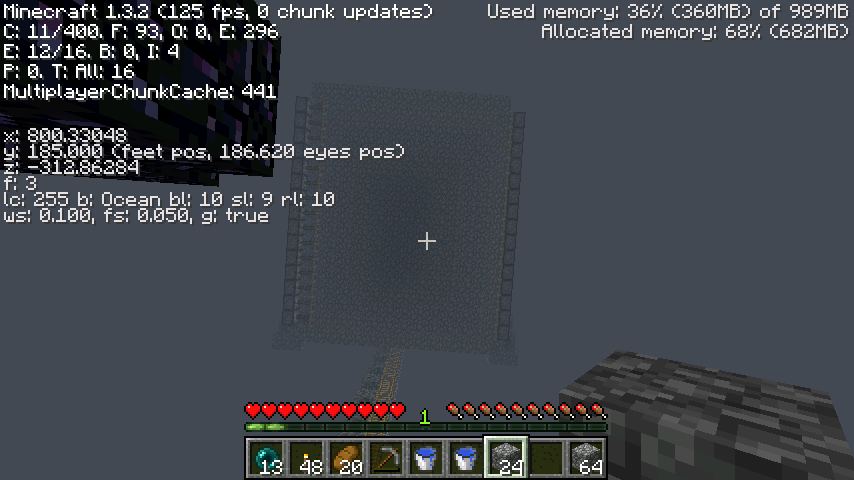 Minecraft 1.3.2 (125 fps, 0 chunk updates)
C: 11/400. F: 93, O: 0, E: 296
E: 12/16. B: 0, I: 4
P: 0. T: All: 16
MultiplayerChunkCache: 441
Used memory: 36% (360MB) of 989MB
Allocated memory: 68% (682MB)
x: 800.33048
y: 185.000 (feet pos, 186.620 eyes pos)
z: -312.86284
f: 3
lc: 255 b: Ocean bl: 10 sl: 9 rl: 10
ws: 0.100, fs: 0.050, g: true
1
13 48 20 24 64